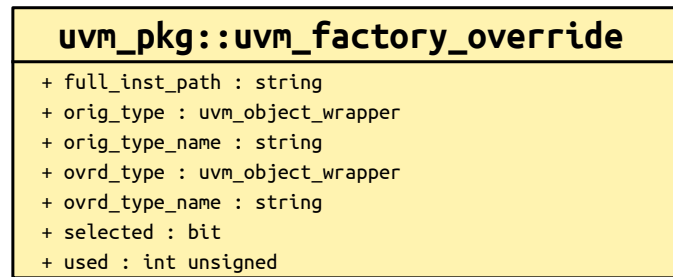 uvm_pkg::uvm_factory_override
+ full_inst_path : string
+ orig_type : uvm_object_wrapper
+ orig_type_name : string
+ ovrd_type : uvm_object_wrapper
+ ovrd_type_name : string
+ selected : bit
+ used : int unsigned